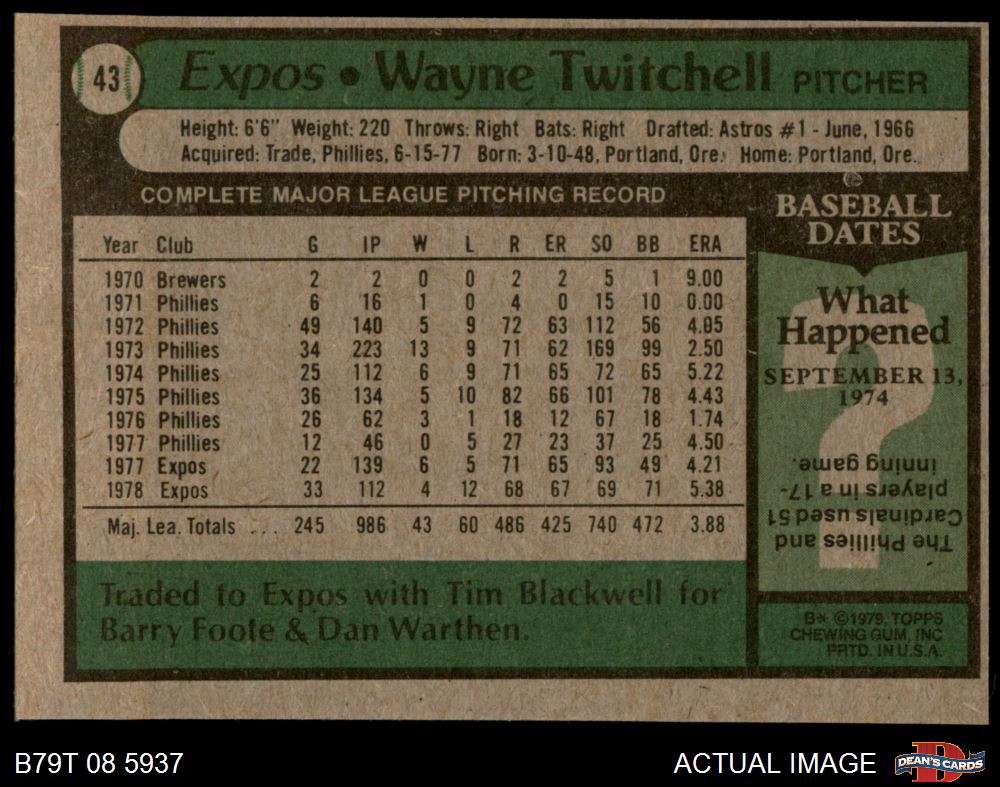 43
Expos • Wayne Twitchell PITCHER
Height: 6'6" Weight: 220 Throws: Right Bats: Right Drafted: Astros #1 - June, 1966
Acquired: Trade, Phillies, 6-15-77 Born: 3-10-48, Portland, Ore. Home: Portland, Ore.
COMPLETE MAJOR LEAGUE PITCHING RECORD
Year Club G IP W L R ER SO BB ERA
1970 Brewers 2 2 0 0 2 2 5 1 9.00
1971 Phillies 6 16 1 0 4 0 15 10 0.00
1972 Phillies 49 140 5 9 72 63 112 56 4.05
1973 Phillies 34 223 13 9 71 62 169 99 2.50
1974 Phillies 25 112 6 9 71 65 72 65 5.22
1975 Phillies 36 134 5 10 82 66 101 78 4.43
1976 Phillies 26 62 3 1 18 12 67 18 1.74
1977 Phillies 12 46 0 5 27 23 37 25 4.50
1977 Expos 22 139 6 5 71 65 93 49 4.21
1978 Expos 33 112 4 12 68 67 69 71 5.38
Maj. Lea. Totals ... 245 986 43 60 486 425 740 472 3.88
Traded to Expos with Tim Blackwell for
Barry Foote & Dan Warthen.
BASEBALL
DATES
What
Happened
SEPTEMBER 13,
1974
?
The Phillies and
Cardinals used 51
players in a 17-
inning game.
B* ©1979, TOPPS
CHEWING GUM, INC
PRTD. IN U.S.A.
B79T 08 5937
ACTUAL IMAGE
DEAN'S CARDS